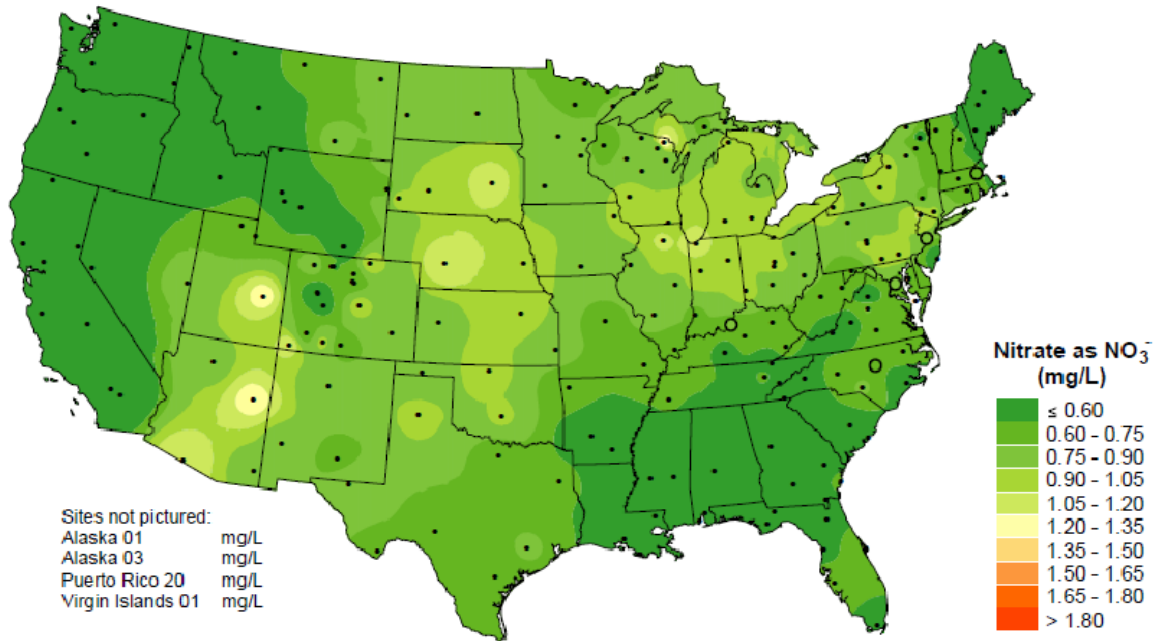 Sites not pictured:
Alaska 01 mg/L
Alaska 03 mg/L
Puerto Rico 20 mg/L
Virgin Islands 01 mg/L
Nitrate as NO₃⁻
(mg/L)
≤ 0.60
0.60 - 0.75
0.75 - 0.90
0.90 - 1.05
1.05 - 1.20
1.20 - 1.35
1.35 - 1.50
1.50 - 1.65
1.65 - 1.80
> 1.80